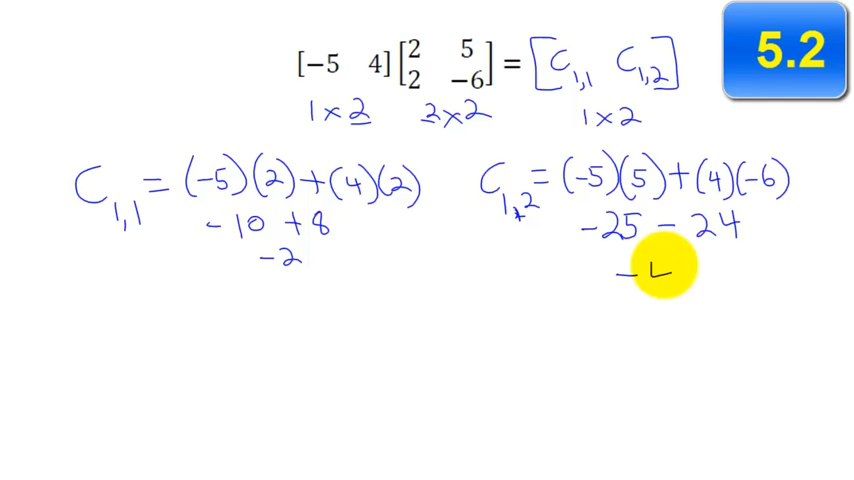 5.2
[−5 4] [2 5
2 −6] = [C1,1 C1,2]
1×2 2×2 1×2
C1,1 = (-5)(2)+(4)(2)
-10 +8
-2
C1,2 = (-5)(5)+(4)(-6)
-25 - 24
-